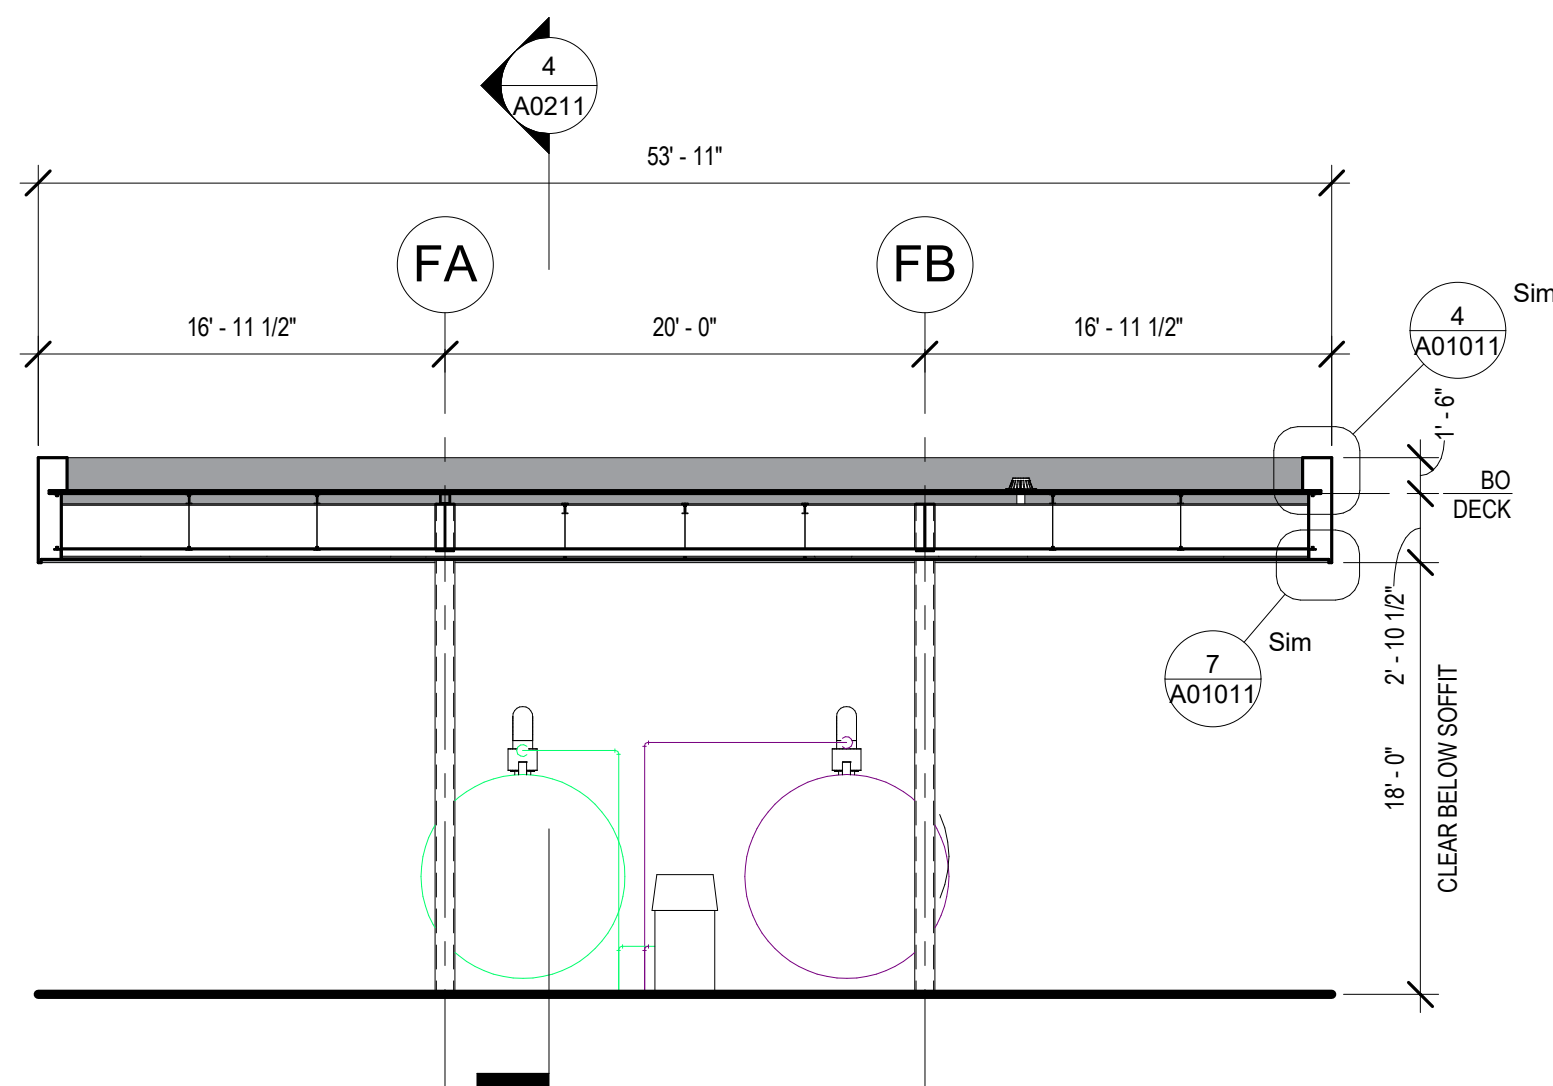 4
A0211
53' - 11"
FA
FB
16' - 11 1/2"
20' - 0"
16' - 11 1/2"
Sim
4
A01011
1' - 6"
BO
DECK
2' - 10 1/2"
Sim
7
A01011
18' - 0"
CLEAR BELOW SOFFIT